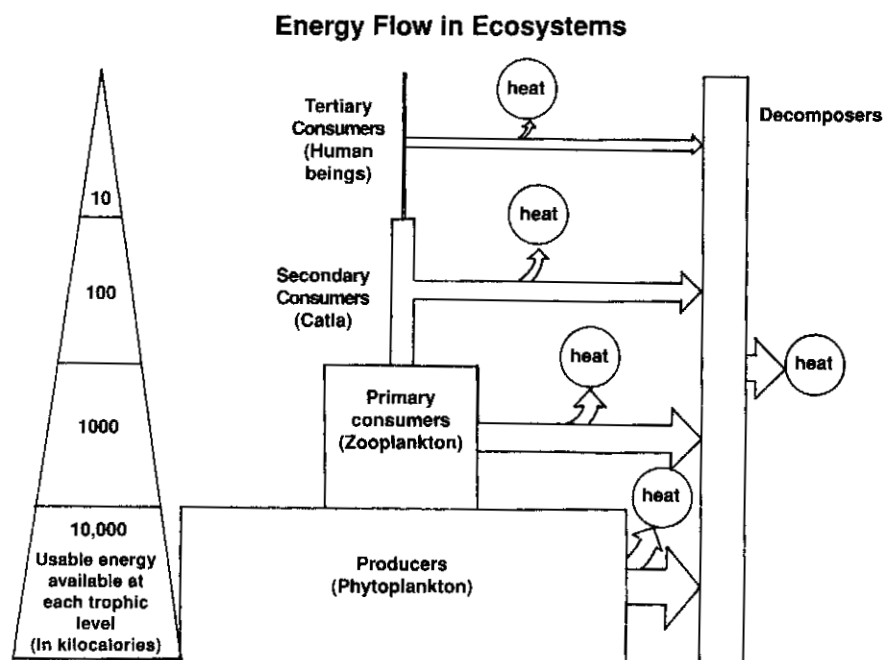 Energy Flow in Ecosystems
heat
Tertiary
Consumers
(Human
beings)
Decomposers
10
heat
Secondary
Consumers
(Catla)
100
heat
heat
Primary
consumers
(Zooplankton)
1000
heat
10,000
Usable energy
available at
each trophic
level
(In kilocalories)
Producers
(Phytoplankton)